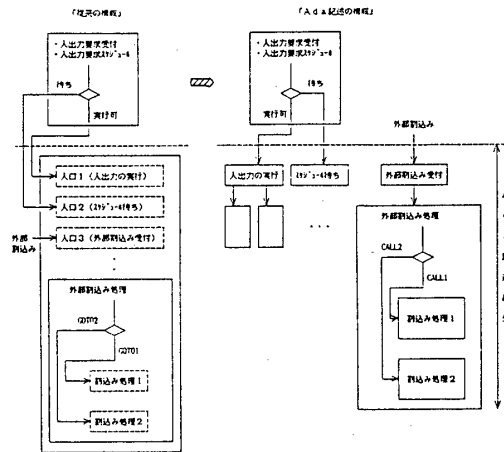 「従来の構成」
・入出力要求受付
・入出力要求スケジュール
待ち
実行可
入口1 (入出力の実行)
入口2 (スケジュール待ち)
入口3 (外部割込み受付)
外部
割込み
外部割込み処理
GOTO2
GOTO1
割込み処理1
割込み処理2
「Ada記述の構成」
・入出力要求受付
・入出力要求スケジュール
待ち
実行可
外部割込み
入出力の実行
スケジュール待ち
外部割込み受付
・・・
外部割込み処理
CALL2
CALL1
割込み処理1
割込み処理2